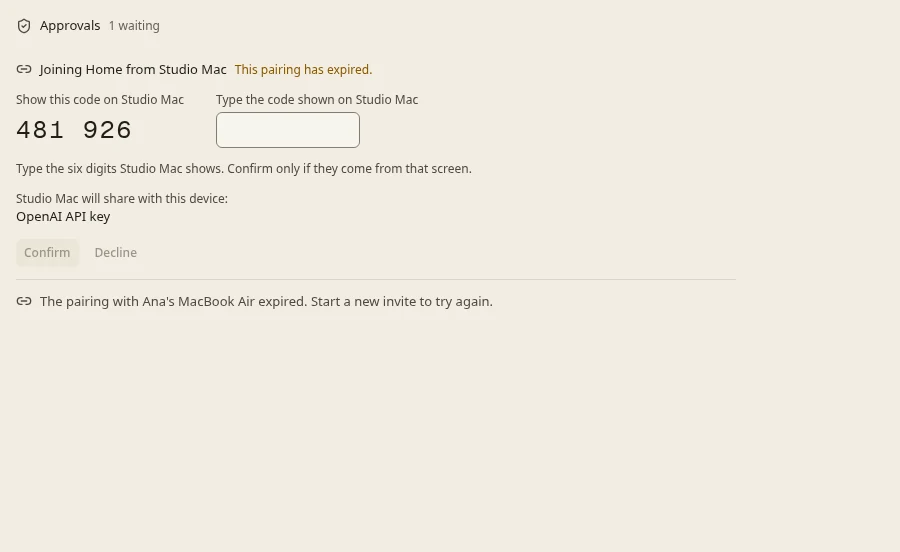 Approvals 1 waiting
Joining Home from Studio Mac This pairing has expired.
Show this code on Studio Mac
481 926
Type the code shown on Studio Mac
Type the six digits Studio Mac shows. Confirm only if they come from that screen.
Studio Mac will share with this device:
OpenAI API key
Confirm Decline
The pairing with Ana's MacBook Air expired. Start a new invite to try again.